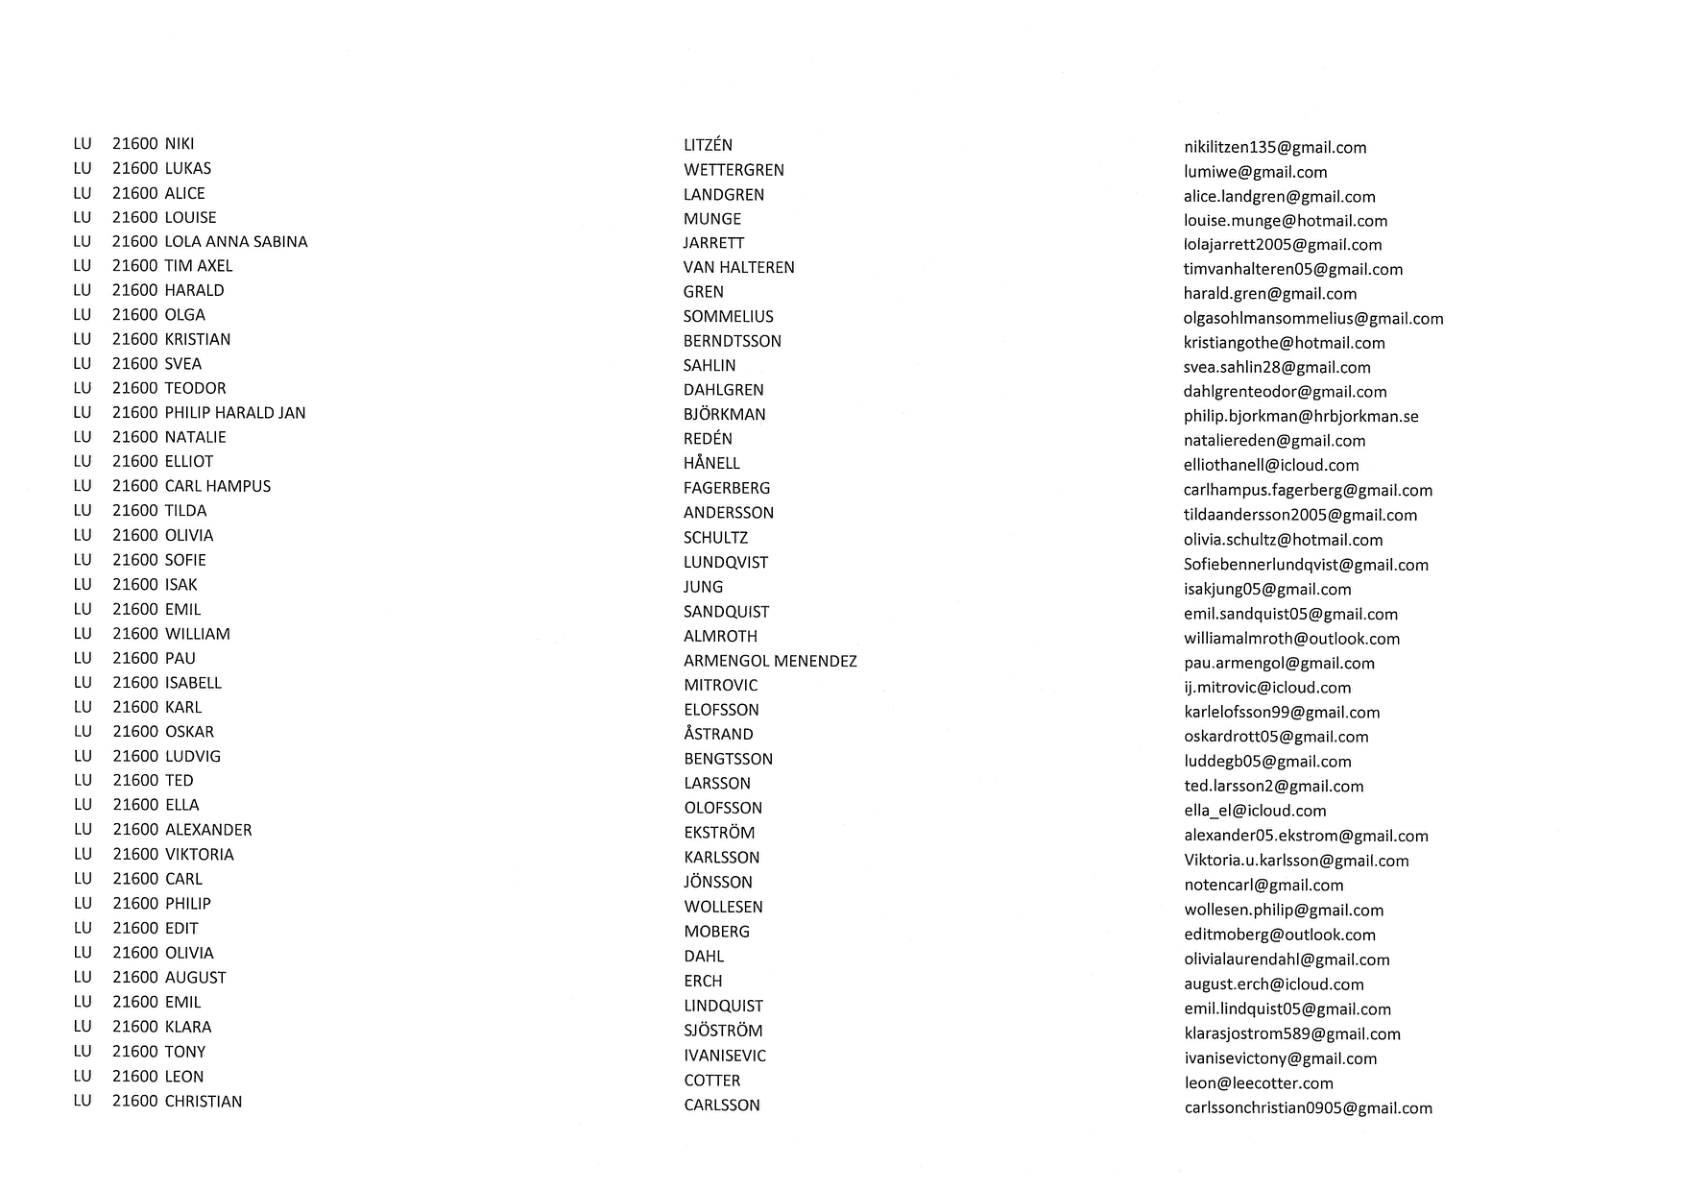 LU 21600 NIKI LITZÉN nikilitzen135@gmail.com
LU 21600 LUKAS WETTERGREN lumiwe@gmail.com
LU 21600 ALICE LANDGREN alice.landgren@gmail.com
LU 21600 LOUISE MUNGE louise.munge@hotmail.com
LU 21600 LOLA ANNA SABINA JARRETT lolajarrett2005@gmail.com
LU 21600 TIM AXEL VAN HALTEREN timvanhalteren05@gmail.com
LU 21600 HARALD GREN harald.gren@gmail.com
LU 21600 OLGA SOMMELIUS olgasohlmansommelius@gmail.com
LU 21600 KRISTIAN BERNDTSSON kristiangothe@hotmail.com
LU 21600 SVEA SAHLIN svea.sahlin28@gmail.com
LU 21600 TEODOR DAHLGREN dahlgrenteodor@gmail.com
LU 21600 PHILIP HARALD JAN BJÖRKMAN philip.bjorkman@hrbjorkman.se
LU 21600 NATALIE REDÉN nataliereden@gmail.com
LU 21600 ELLIOT HÅNELL elliothanell@icloud.com
LU 21600 CARL HAMPUS FAGERBERG carlhampus.fagerberg@gmail.com
LU 21600 TILDA ANDERSSON tildaandersson2005@gmail.com
LU 21600 OLIVIA SCHULTZ olivia.schultz@hotmail.com
LU 21600 SOFIE LUNDQVIST Sofiebennerlundqvist@gmail.com
LU 21600 ISAK JUNG isakjung05@gmail.com
LU 21600 EMIL SANDQUIST emil.sandquist05@gmail.com
LU 21600 WILLIAM ALMROTH williamalmroth@outlook.com
LU 21600 PAU ARMENGOL MENENDEZ pau.armengol@gmail.com
LU 21600 ISABELL MITROVIC ij.mitrovic@icloud.com
LU 21600 KARL ELOFSSON karlelofsson99@gmail.com
LU 21600 OSKAR ÅSTRAND oskardrott05@gmail.com
LU 21600 LUDVIG BENGTSSON luddegb05@gmail.com
LU 21600 TED LARSSON ted.larsson2@gmail.com
LU 21600 ELLA OLOFSSON ella_el@icloud.com
LU 21600 ALEXANDER EKSTRÖM alexander05.ekstrom@gmail.com
LU 21600 VIKTORIA KARLSSON Viktoria.u.karlsson@gmail.com
LU 21600 CARL JÖNSSON notencarl@gmail.com
LU 21600 PHILIP WOLLESEN wollesen.philip@gmail.com
LU 21600 EDIT MOBERG editmoberg@outlook.com
LU 21600 OLIVIA DAHL olivialaurendahl@gmail.com
LU 21600 AUGUST ERCH august.erch@icloud.com
LU 21600 EMIL LINDQUIST emil.lindquist05@gmail.com
LU 21600 KLARA SJÖSTRÖM klarasjostrom589@gmail.com
LU 21600 TONY IVANISEVIC ivanisevictony@gmail.com
LU 21600 LEON COTTER leon@leecotter.com
LU 21600 CHRISTIAN CARLSSON carlssonchristian0905@gmail.com